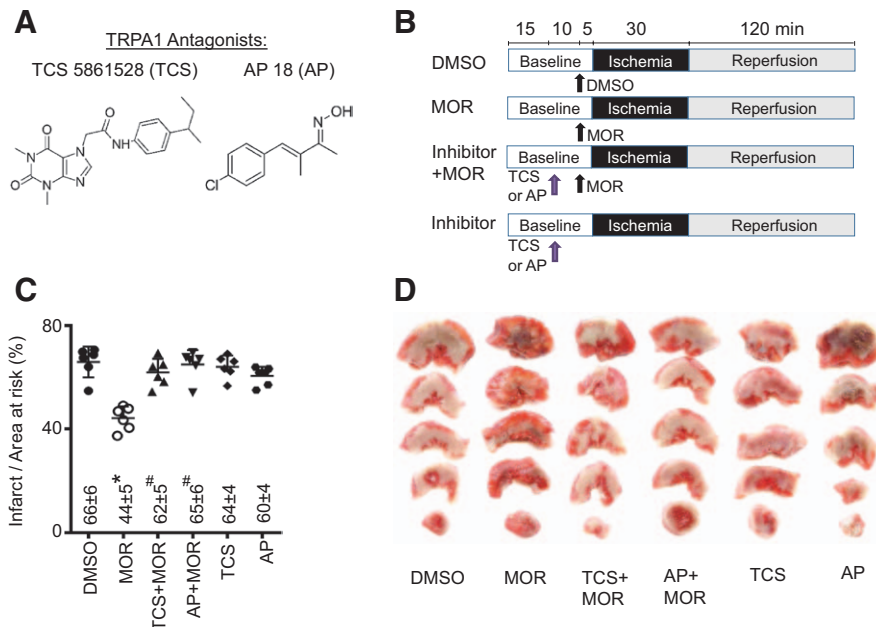 A
TRPA1 Antagonists:
TCS 5861528 (TCS) AP 18 (AP)
O
N
N
O
N
N
O
NH
Cl
N
OH
B
15 10 5 30 120 min
DMSO Baseline Ischemia Reperfusion
DMSO
MOR Baseline Ischemia Reperfusion
MOR
Inhibitor
+MOR
Baseline Ischemia Reperfusion
TCS
or AP
MOR
Inhibitor Baseline Ischemia Reperfusion
TCS
or AP
C
Infarct / Area at risk (%)
80
40
0
* # #
66±6 44±5 62±5 65±6 64±4 60±4
DMSO MOR TCS+MOR AP+MOR TCS AP
D
DMSO MOR TCS+
MOR AP+
MOR TCS AP